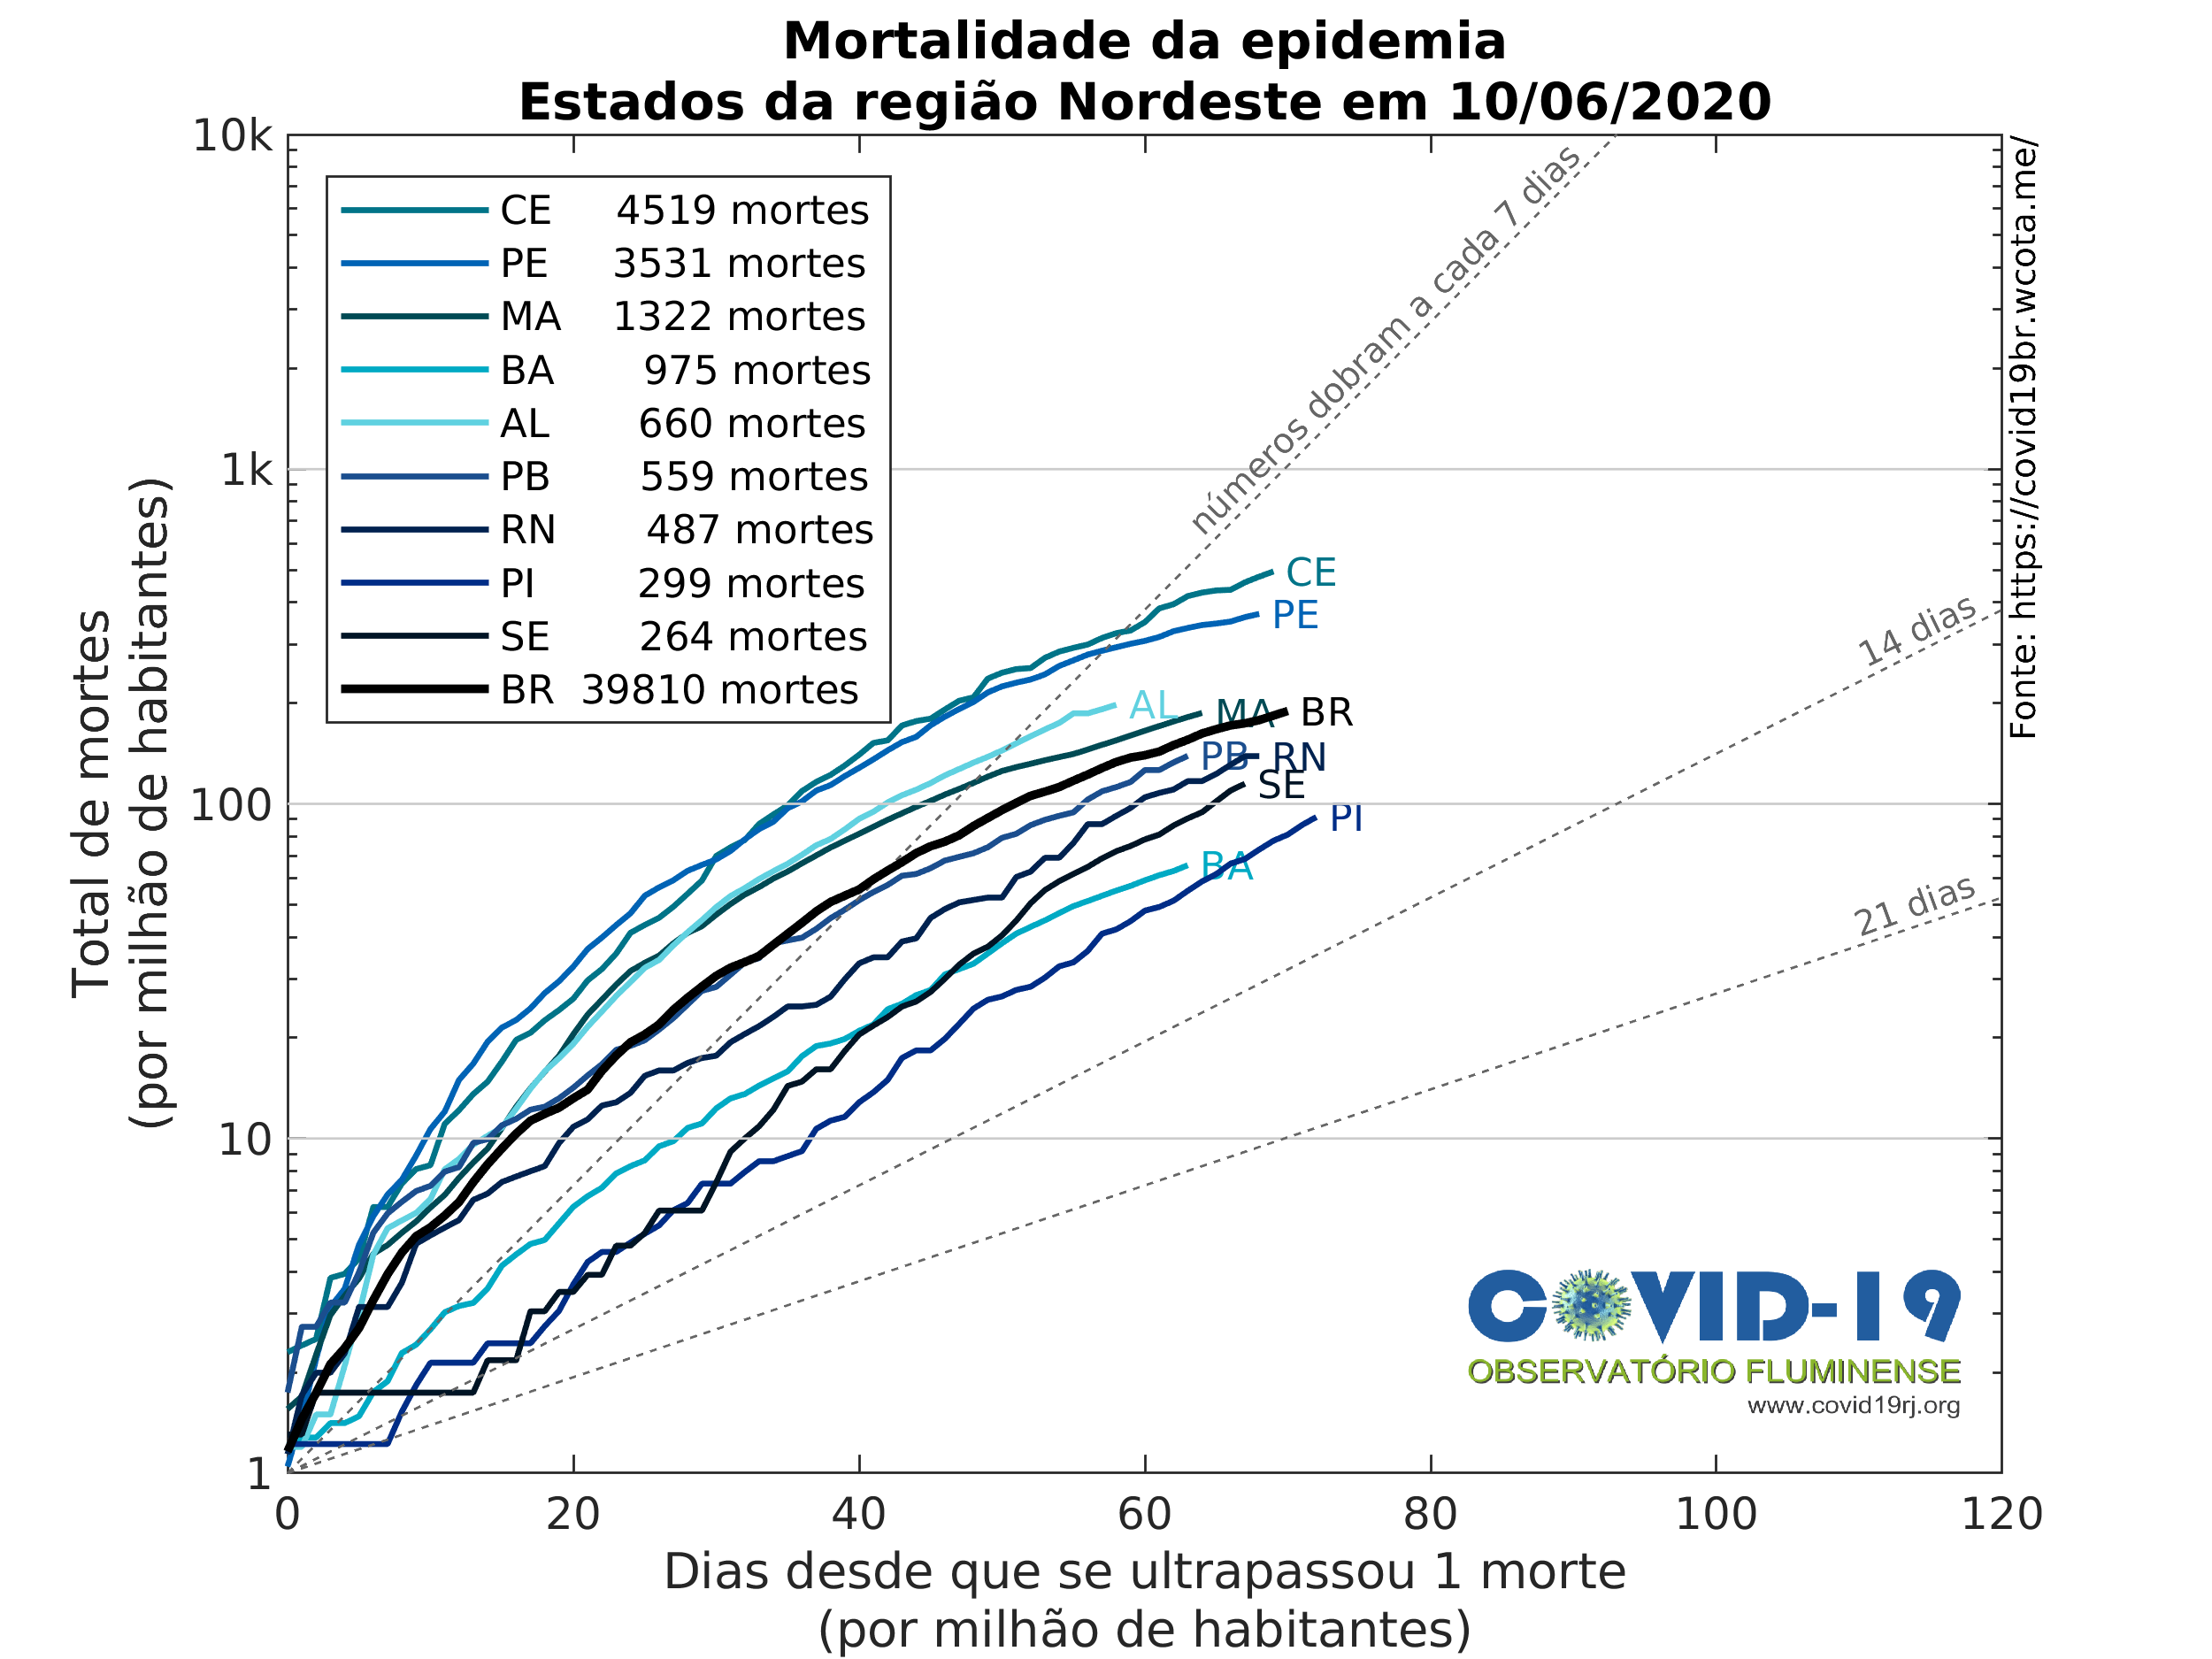 Mortalidade da epidemia
Estados da região Nordeste em 10/06/2020
10k
1k
100
10
1
Total de mortes
(por milhão de habitantes)
CE 4519 mortes
PE 3531 mortes
MA 1322 mortes
BA 975 mortes
AL 660 mortes
PB 559 mortes
RN 487 mortes
PI 299 mortes
SE 264 mortes
BR 39810 mortes
números dobram a cada 7 dias
14 dias
21 dias
CE
PE
AL
MA
BR
PB
RN
SE
PI
BA
Fonte: https://covid19br.wcota.me/
COVID-19
OBSERVATÓRIO FLUMINENSE
www.covid19rj.org
0 20 40 60 80 100 120
Dias desde que se ultrapassou 1 morte
(por milhão de habitantes)